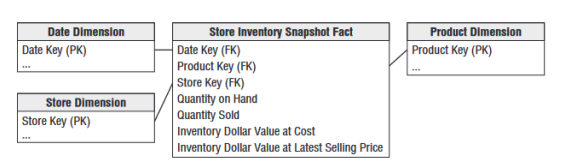 Date Dimension
Date Key (PK)
...
Store Dimension
Store Key (PK)
...
Store Inventory Snapshot Fact
Date Key (FK)
Product Key (FK)
Store Key (FK)
Quantity on Hand
Quantity Sold
Inventory Dollar Value at Cost
Inventory Dollar Value at Latest Selling Price
Product Dimension
Product Key (PK)
...